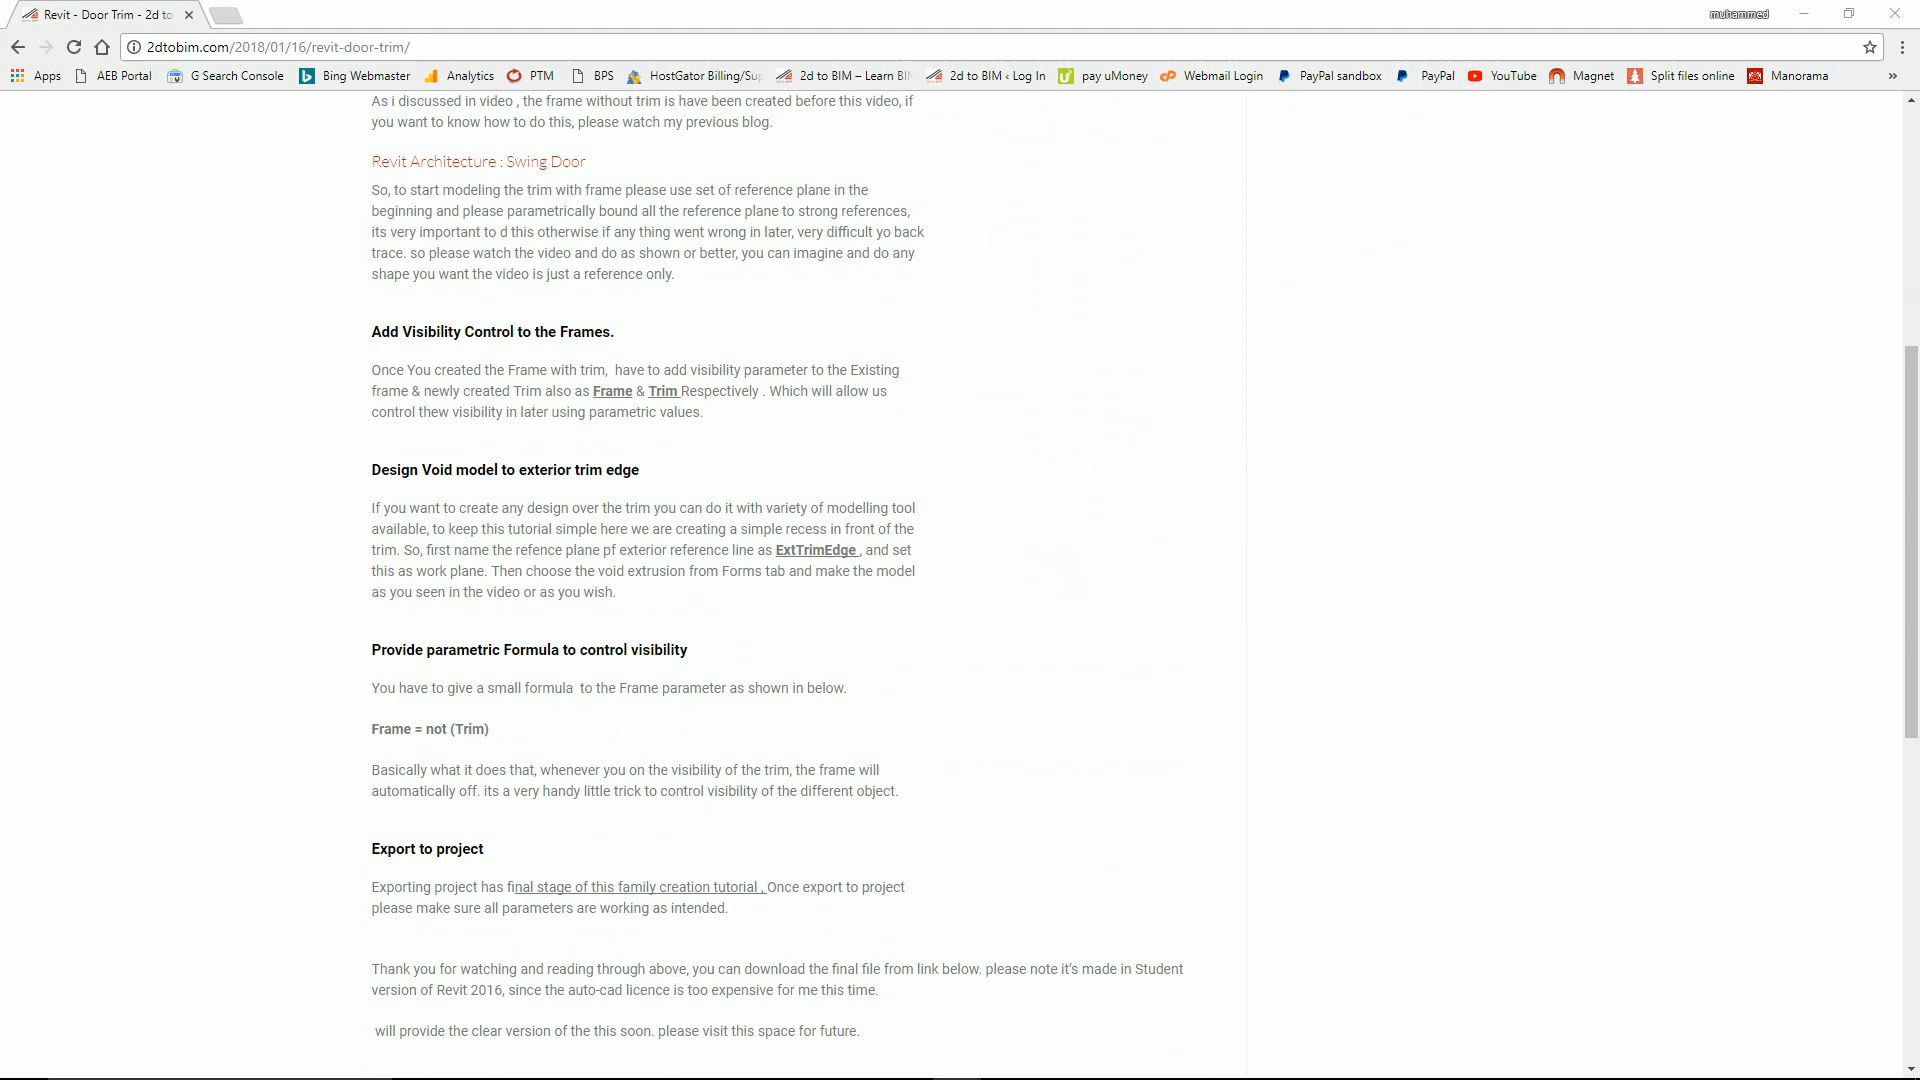 Revit - Door Trim - 2d to
muhammed
2dtobim.com/2018/01/16/revit-door-trim/
Apps AEB Portal G Search Console Bing Webmaster Analytics PTM BPS HostGator Billing/Sup 2d to BIM – Learn BIM 2d to BIM ‹ Log In pay uMoney Webmail Login PayPal sandbox PayPal YouTube Magnet Split files online Manorama »
As i discussed in video , the frame without trim is have been created before this video, if
you want to know how to do this, please watch my previous blog.
Revit Architecture : Swing Door
So, to start modeling the trim with frame please use set of reference plane in the
beginning and please parametrically bound all the reference plane to strong references,
its very important to d this otherwise if any thing went wrong in later, very difficult yo back
trace. so please watch the video and do as shown or better, you can imagine and do any
shape you want the video is just a reference only.
Add Visibility Control to the Frames.
Once You created the Frame with trim, have to add visibility parameter to the Existing
frame & newly created Trim also as Frame & Trim Respectively . Which will allow us
control thew visibility in later using parametric values.
Design Void model to exterior trim edge
If you want to create any design over the trim you can do it with variety of modelling tool
available, to keep this tutorial simple here we are creating a simple recess in front of the
trim. So, first name the refence plane pf exterior reference line as ExtTrimEdge , and set
this as work plane. Then choose the void extrusion from Forms tab and make the model
as you seen in the video or as you wish.
Provide parametric Formula to control visibility
You have to give a small formula to the Frame parameter as shown in below.
Frame = not (Trim)
Basically what it does that, whenever you on the visibility of the trim, the frame will
automatically off. its a very handy little trick to control visibility of the different object.
Export to project
Exporting project has final stage of this family creation tutorial , Once export to project
please make sure all parameters are working as intended.
Thank you for watching and reading through above, you can download the final file from link below. please note it's made in Student
version of Revit 2016, since the auto-cad licence is too expensive for me this time.
will provide the clear version of the this soon. please visit this space for future.